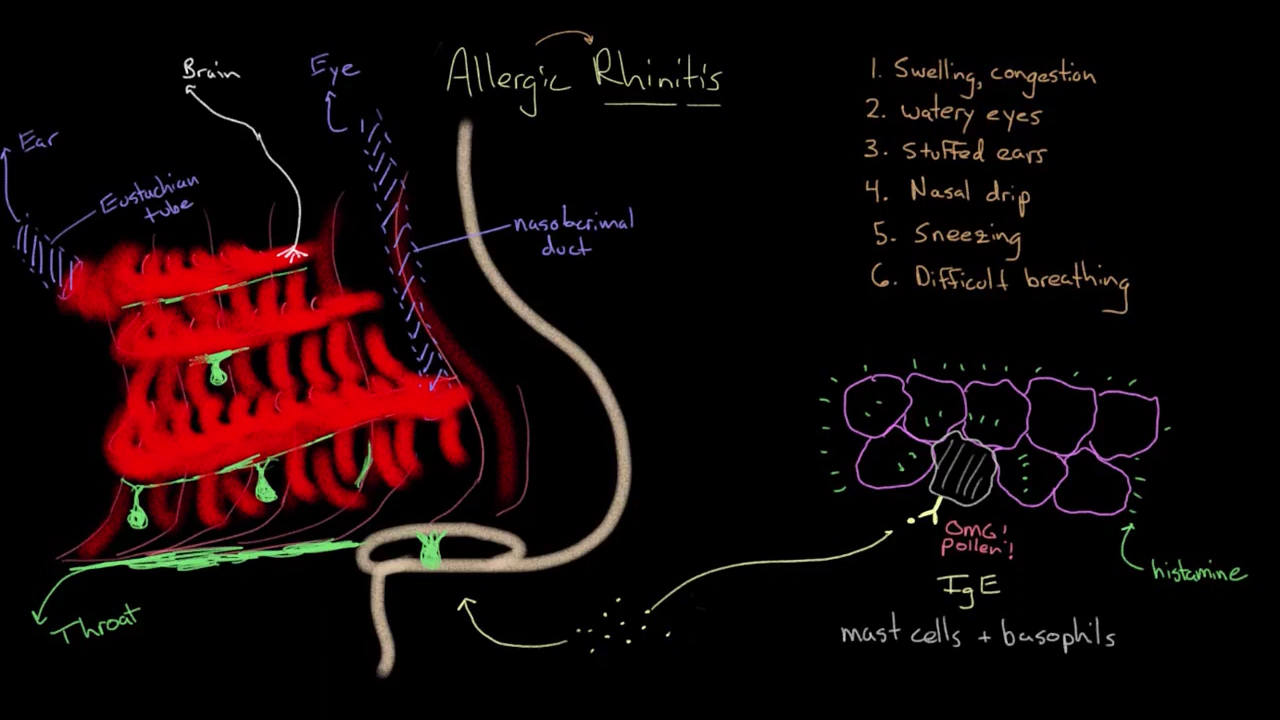 Allergic Rhinitis
Brain
Eye
Ear
Eustachian
tube
nasolacrimal
duct
Throat
1. Swelling, congestion
2. watery eyes
3. Stuffed ears
4. Nasal drip
5. Sneezing
6. Difficult breathing
OMG!
Pollen!
IgE
histamine
mast cells + basophils